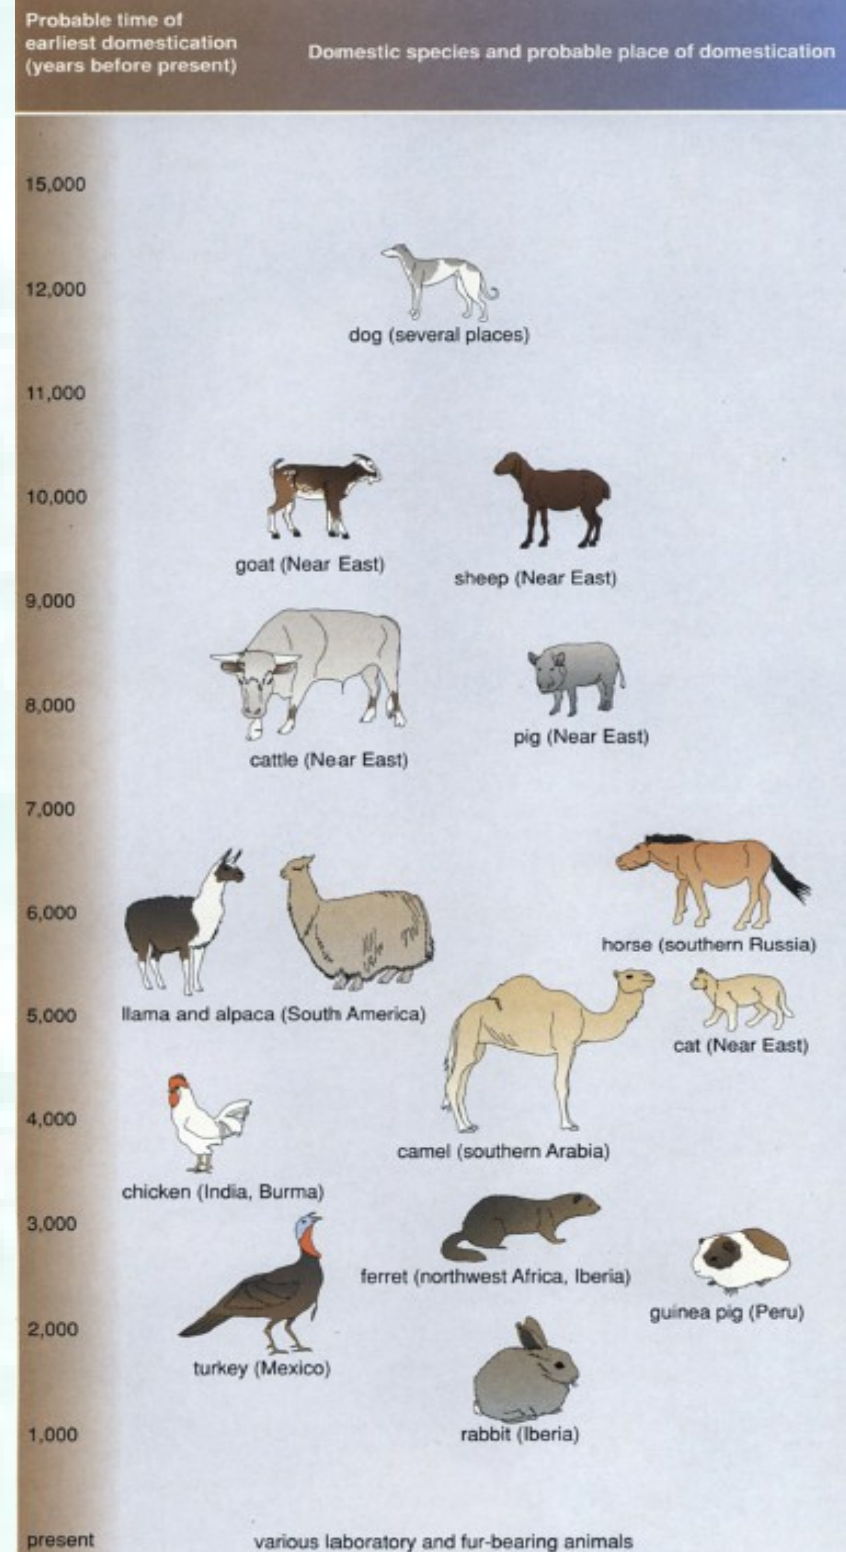 Probable time of
earliest domestication
(years before present)
Domestic species and probable place of domestication
15,000
12,000
dog (several places)
11,000
10,000
goat (Near East)
sheep (Near East)
9,000
8,000
pig (Near East)
cattle (Near East)
7,000
6,000
horse (southern Russia)
5,000
llama and alpaca (South America)
cat (Near East)
4,000
camel (southern Arabia)
chicken (India, Burma)
3,000
ferret (northwest Africa, Iberia)
guinea pig (Peru)
2,000
turkey (Mexico)
1,000
rabbit (Iberia)
present
various laboratory and fur-bearing animals